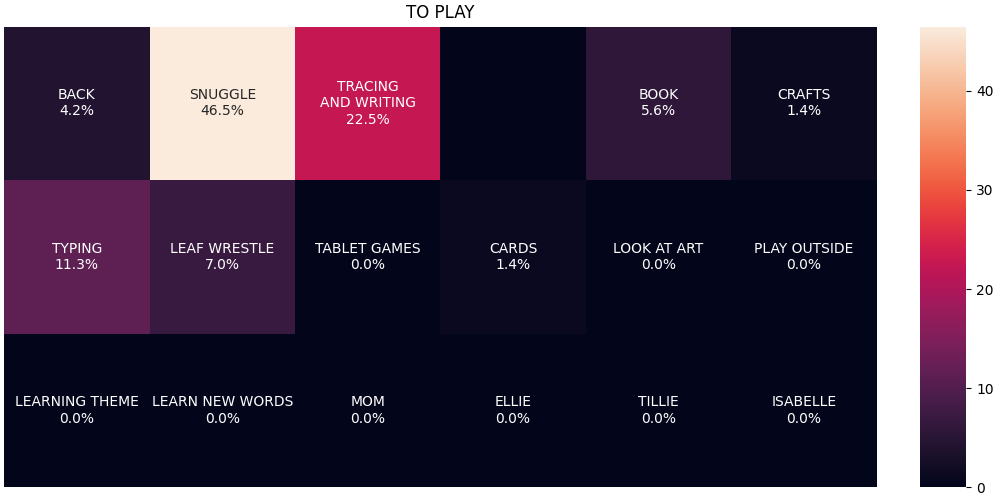 TO PLAY
BACK
4.2%
SNUGGLE
46.5%
TRACING
AND WRITING
22.5%
BOOK
5.6%
CRAFTS
1.4%
TYPING
11.3%
LEAF WRESTLE
7.0%
TABLET GAMES
0.0%
CARDS
1.4%
LOOK AT ART
0.0%
PLAY OUTSIDE
0.0%
LEARNING THEME
0.0%
LEARN NEW WORDS
0.0%
MOM
0.0%
ELLIE
0.0%
TILLIE
0.0%
ISABELLE
0.0%
40
30
20
10
0